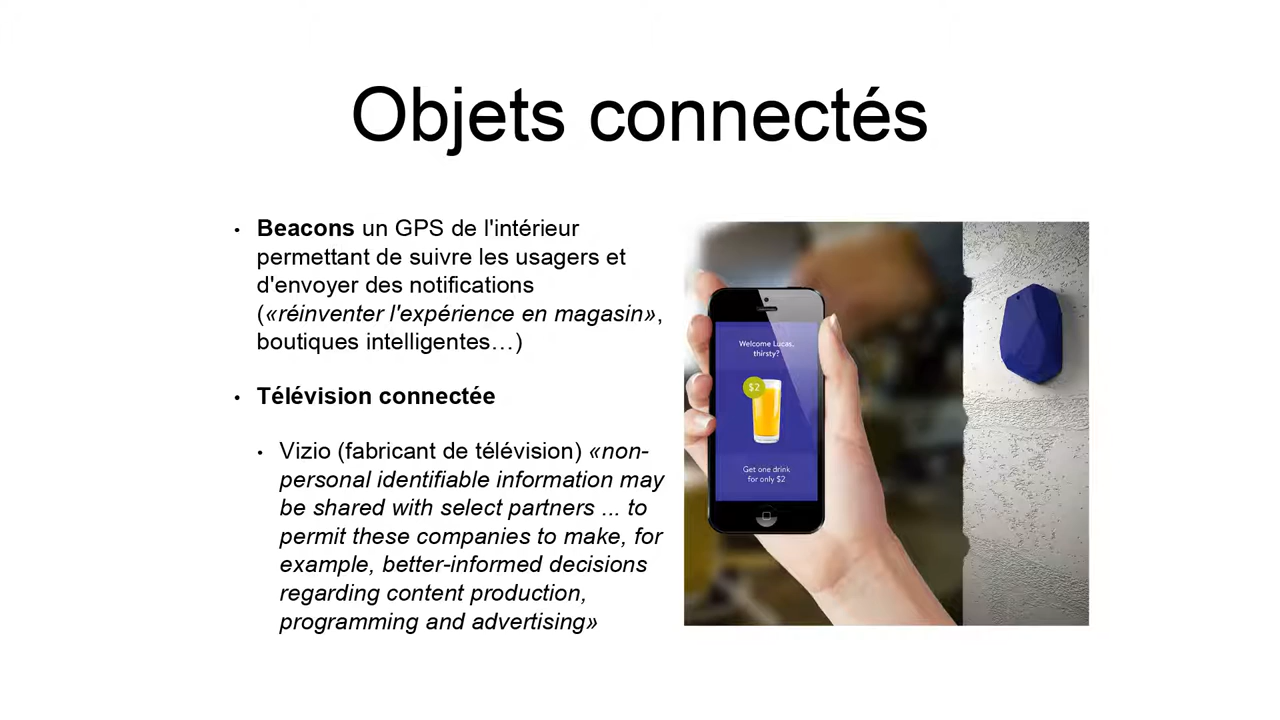 Objets connectés
• Beacons un GPS de l'intérieur
permettant de suivre les usagers et
d'envoyer des notifications
(«réinventer l'expérience en magasin»,
boutiques intelligentes…)
• Télévision connectée
• Vizio (fabricant de télévision) «non-
personal identifiable information may
be shared with select partners ... to
permit these companies to make, for
example, better-informed decisions
regarding content production,
programming and advertising»
Welcome Lucas,
thirsty?
$2
Get one drink
for only $2